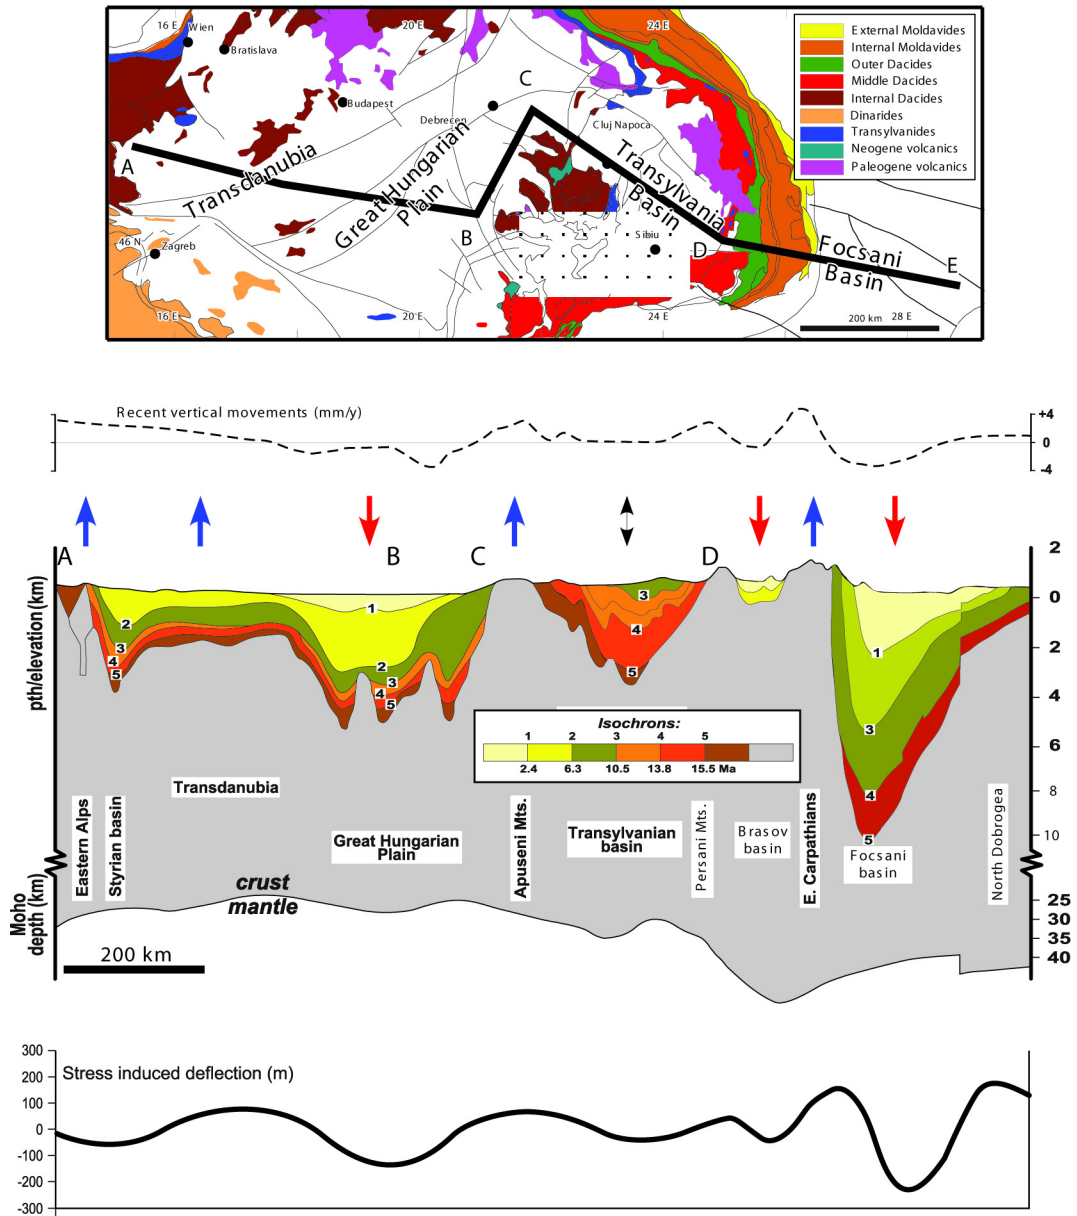 16 E
Wien
20 E
24 E
Bratislava
C
Budapest
Debrecen
Cluj Napoca
A
Transdanubia
Great Hungarian
Plain
Transylvania
Basin
B
Sibiu
D
46 N
Zagreb
Focsani
Basin
E
16 E
20 E
24 E
28 E
200 km
External Moldavides
Internal Moldavides
Outer Dacides
Middle Dacides
Internal Dacides
Dinarides
Transylvanides
Neogene volcanics
Paleogene volcanics
Recent vertical movements (mm/y)
+4
0
-4
A
B
C
D
2
0
2
4
6
8
10
pth/elevation (km)
1
2
3
4
5
2
3
4
5
3
4
5
1
3
4
5
Isochrons:
1 2 3 4 5
2.4 6.3 10.5 13.8 15.5 Ma
Eastern Alps
Styrian basin
Transdanubia
Great Hungarian
Plain
Apuseni Mts.
Transylvanian
basin
Persani Mts.
Brasov
basin
E. Carpathians
Focsani
basin
North Dobrogea
crust
mantle
Moho
depth (km)
25
30
35
40
200 km
Stress induced deflection (m)
300
200
100
0
-100
-200
-300